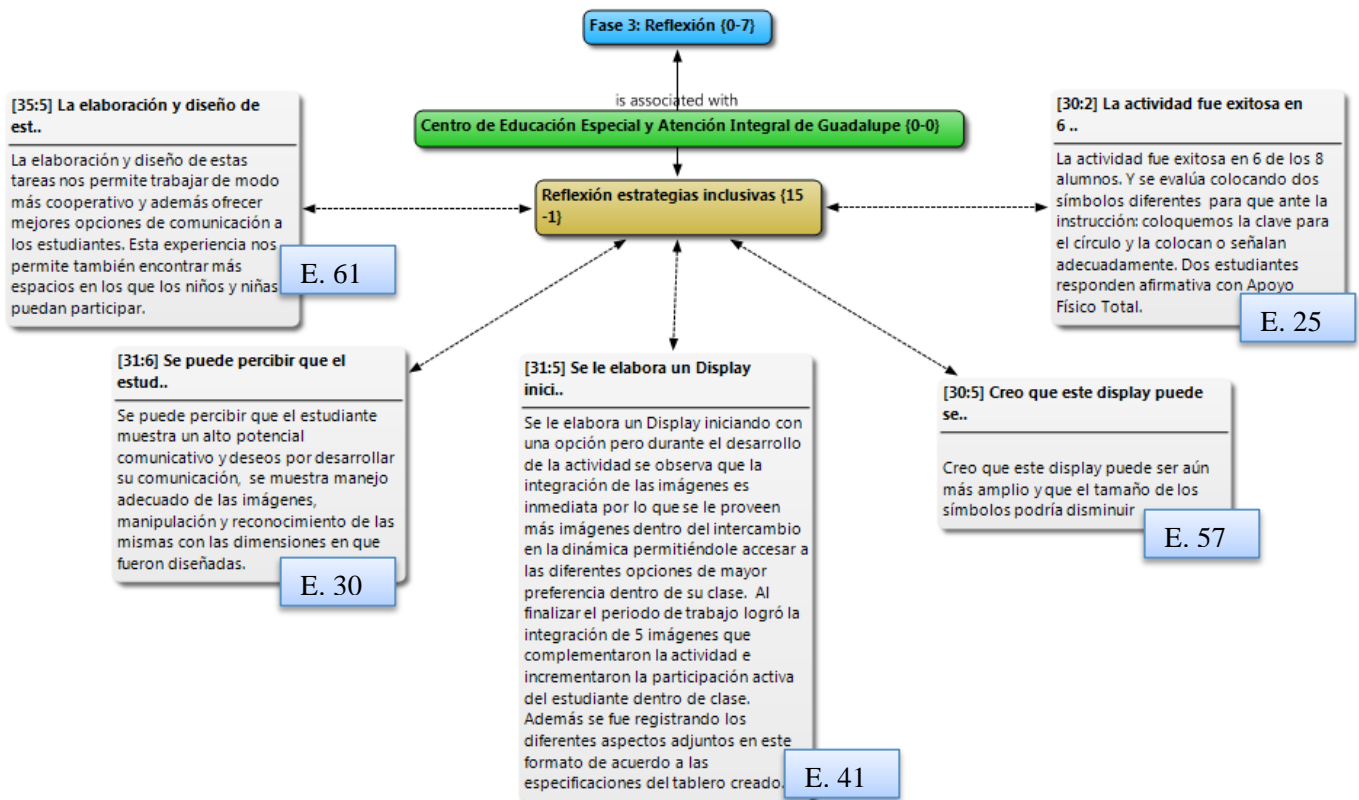 Fase 3: Reflexión {0-7}
is associated with
Centro de Educación Especial y Atención Integral de Guadalupe {0-0}
Reflexión estrategias inclusivas {15
-1}
[35:5] La elaboración y diseño de
est..
La elaboración y diseño de estas
tareas nos permite trabajar de modo
más cooperativo y además ofrecer
mejores opciones de comunicación a
los estudiantes. Esta experiencia nos
permite también encontrar más
espacios en los que los niños y niñas
puedan participar.
E. 61
[30:2] La actividad fue exitosa en
6 ..
La actividad fue exitosa en 6 de los 8
alumnos. Y se evalúa colocando dos
símbolos diferentes para que ante la
instrucción: coloquemos la clave para
el círculo y la colocan o señalan
adecuadamente. Dos estudiantes
responden afirmativa con Apoyo
Físico Total.
E. 25
[31:6] Se puede percibir que el
estud..
Se puede percibir que el estudiante
muestra un alto potencial
comunicativo y deseos por desarrollar
su comunicación, se muestra manejo
adecuado de las imágenes,
manipulación y reconocimiento de las
mismas con las dimensiones en que
fueron diseñadas.
E. 30
[31:5] Se le elabora un Display
inici..
Se le elabora un Display iniciando con
una opción pero durante el desarrollo
de la actividad se observa que la
integración de las imágenes es
inmediata por lo que se le proveen
más imágenes dentro del intercambio
en la dinámica permitiéndole accesar a
las diferentes opciones de mayor
preferencia dentro de su clase. Al
finalizar el periodo de trabajo logró la
integración de 5 imágenes que
complementaron la actividad e
incrementaron la participación activa
del estudiante dentro de clase.
Además se fue registrando los
diferentes aspectos adjuntos en este
formato de acuerdo a las
especificaciones del tablero creado.
E. 41
[30:5] Creo que este display puede
se..
Creo que este display puede ser aún
más amplio y que el tamaño de los
símbolos podría disminuir
E. 57